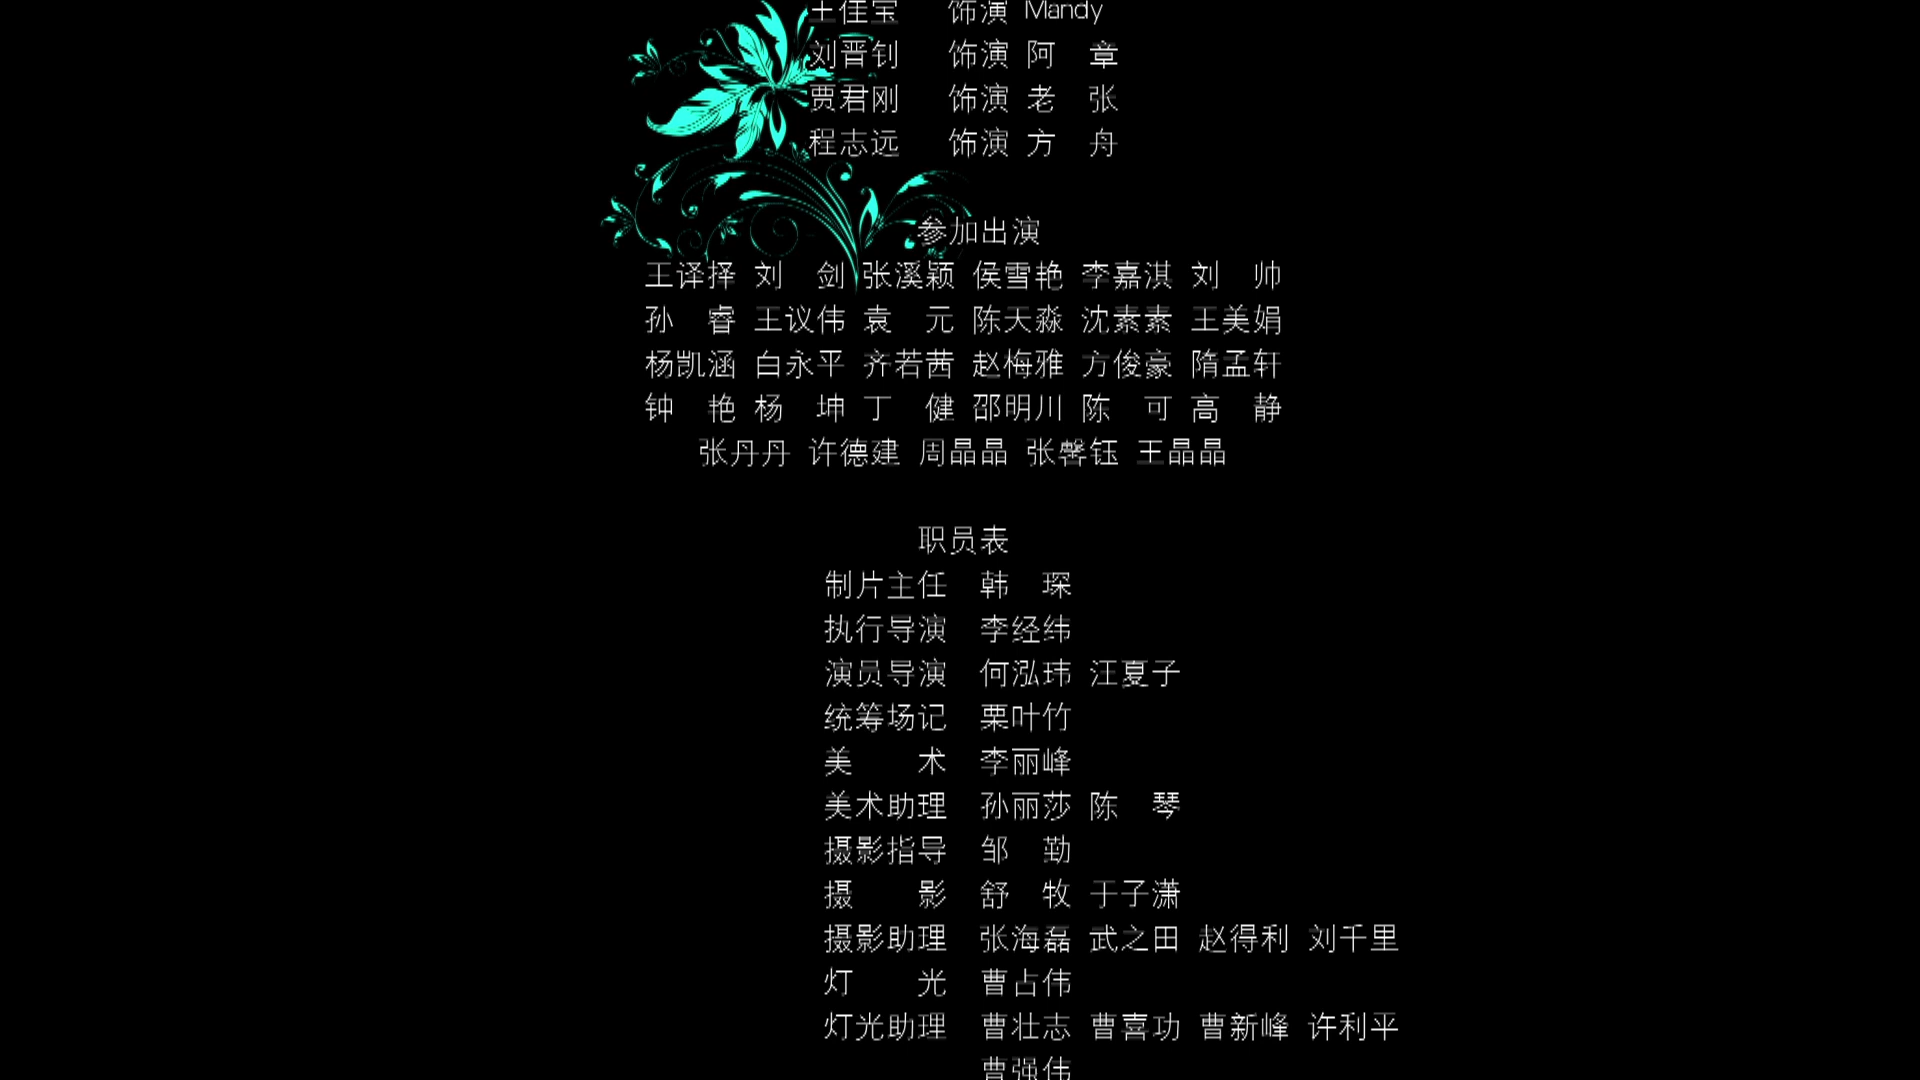 王佳宝 饰演 Mandy
刘晋钊 饰演 阿 章
贾君刚 饰演 老 张
程志远 饰演 方 舟
参加出演
王译择 刘 剑 张溪颖 侯雪艳 李嘉淇 刘 帅
孙 睿 王议伟 袁 元 陈天淼 沈素素 王美娟
杨凯涵 白永平 齐若茜 赵梅雅 方俊豪 隋孟轩
钟 艳 杨 坤 丁 健 邵明川 陈 可 高 静
张丹丹 许德建 周晶晶 张馨钰 王晶晶
职员表
制片主任 韩 琛
执行导演 李经纬
演员导演 何泓玮 汪夏子
统筹场记 栗叶竹
美 术 李丽峰
美术助理 孙丽莎 陈 琴
摄影指导 邹 勤
摄 影 舒 牧 于子潇
摄影助理 张海磊 武之田 赵得利 刘千里
灯 光 曹占伟
灯光助理 曹壮志 曹喜功 曹新峰 许利平
曹强伟